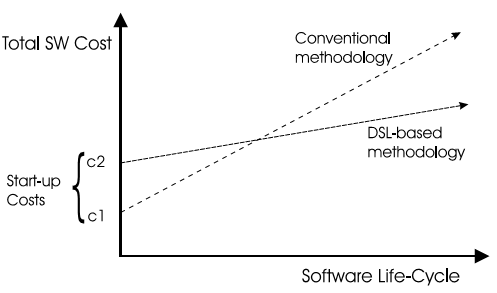 Total SW Cost
Conventional
methodology
DSL-based
methodology
c2
Start-up
Costs
c1
Software Life-Cycle